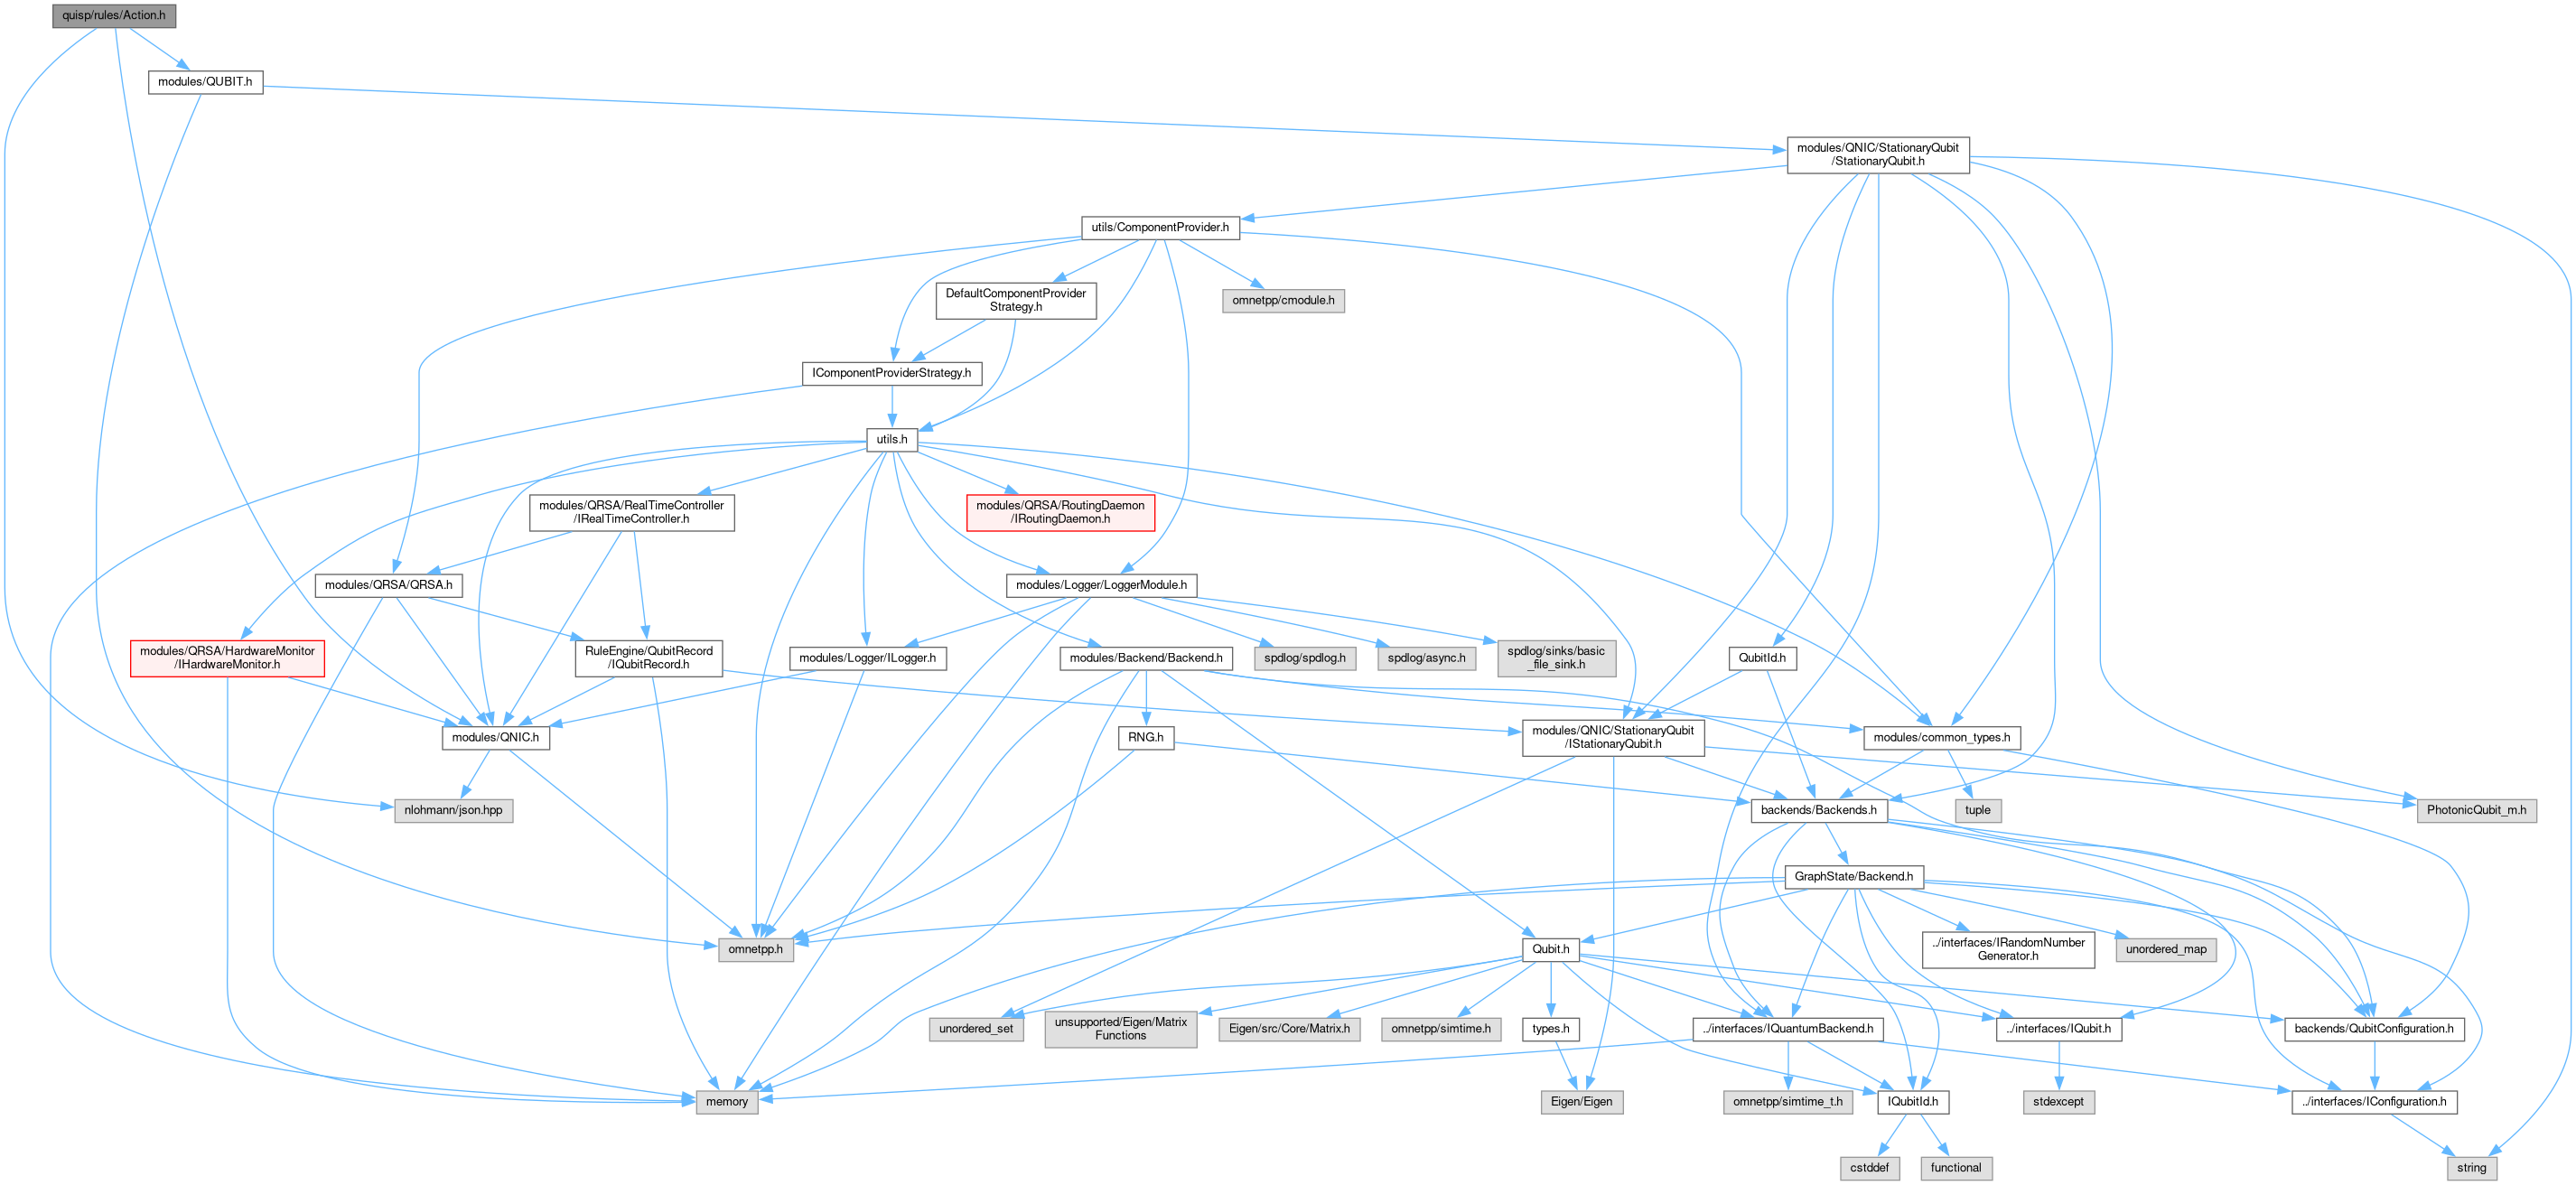 quisp/rules/Action.h
modules/QUBIT.h
modules/QNIC/StationaryQubit
/StationaryQubit.h
utils/ComponentProvider.h
DefaultComponentProvider
Strategy.h
omnetpp/cmodule.h
IComponentProviderStrategy.h
utils.h
modules/QRSA/RealTimeController
/IRealTimeController.h
modules/QRSA/RoutingDaemon
/IRoutingDaemon.h
modules/QRSA/QRSA.h
modules/Logger/LoggerModule.h
modules/QRSA/HardwareMonitor
/IHardwareMonitor.h
RuleEngine/QubitRecord
/IQubitRecord.h
modules/Logger/ILogger.h
modules/Backend/Backend.h
spdlog/spdlog.h
spdlog/async.h
spdlog/sinks/basic
_file_sink.h
QubitId.h
modules/QNIC.h
RNG.h
modules/QNIC/StationaryQubit
/IStationaryQubit.h
modules/common_types.h
nlohmann/json.hpp
backends/Backends.h
tuple
PhotonicQubit_m.h
GraphState/Backend.h
omnetpp.h
Qubit.h
../interfaces/IRandomNumber
Generator.h
unordered_map
unordered_set
unsupported/Eigen/Matrix
Functions
Eigen/src/Core/Matrix.h
omnetpp/simtime.h
types.h
../interfaces/IQuantumBackend.h
../interfaces/IQubit.h
backends/QubitConfiguration.h
memory
Eigen/Eigen
omnetpp/simtime_t.h
IQubitId.h
stdexcept
../interfaces/IConfiguration.h
cstddef
functional
string